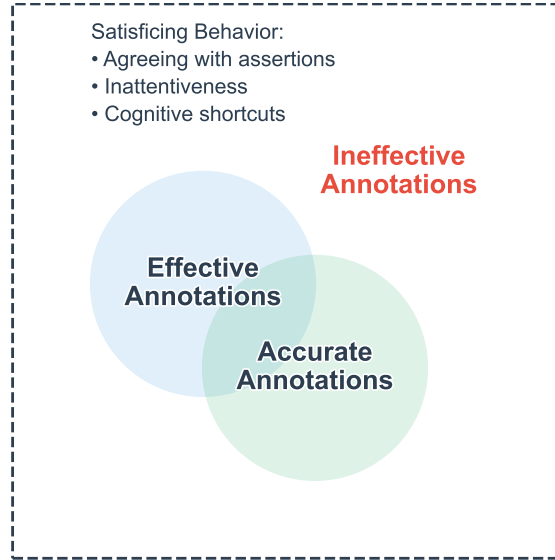 Satisficing Behavior:
• Agreeing with assertions
• Inattentiveness
• Cognitive shortcuts
Ineffective
Annotations
Effective
Annotations
Accurate
Annotations